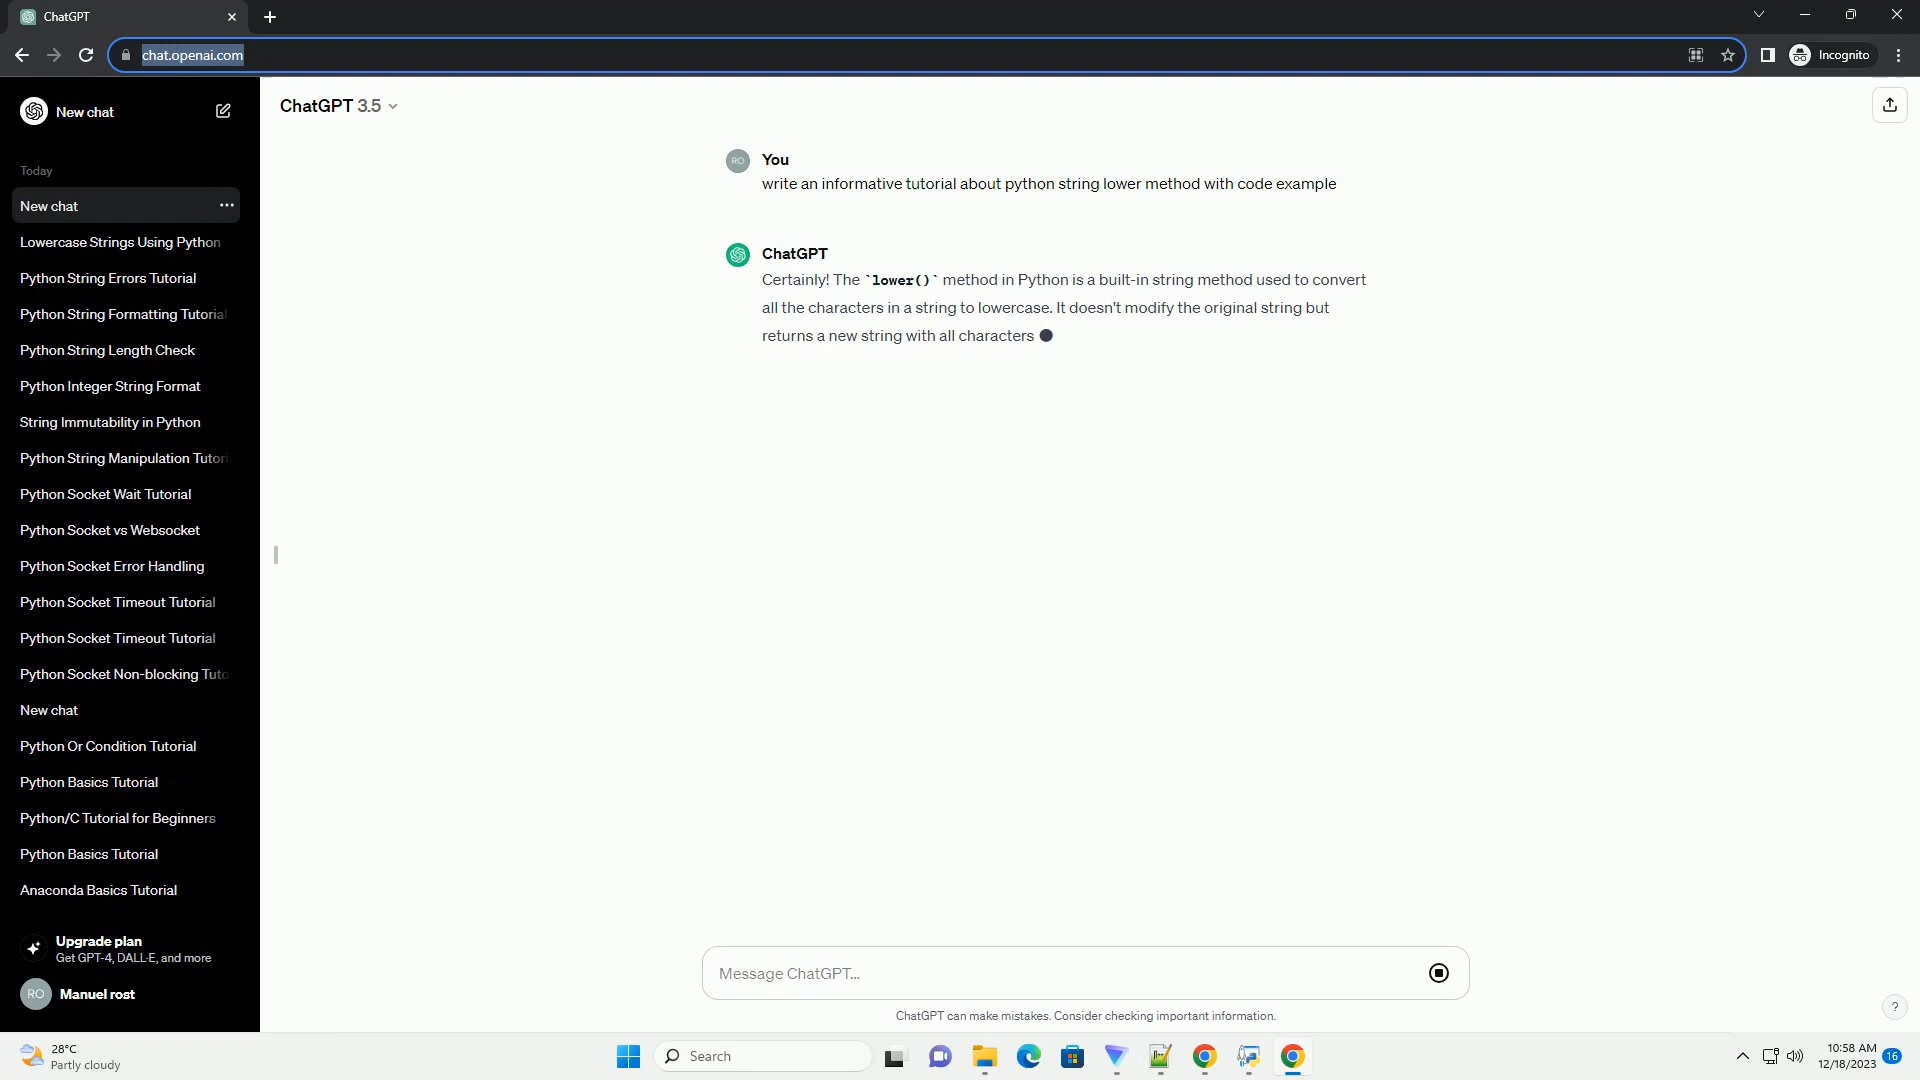 ChatGPT
chat.openai.com
Incognito
New chat
Today
New chat
Lowercase Strings Using Python
Python String Errors Tutorial
Python String Formatting Tutorial
Python String Length Check
Python Integer String Format
String Immutability in Python
Python String Manipulation Tutori
Python Socket Wait Tutorial
Python Socket vs Websocket
Python Socket Error Handling
Python Socket Timeout Tutorial
Python Socket Timeout Tutorial
Python Socket Non-blocking Tuto
New chat
Python Or Condition Tutorial
Python Basics Tutorial
Python/C Tutorial for Beginners
Python Basics Tutorial
Anaconda Basics Tutorial
Upgrade plan
Get GPT-4, DALL·E, and more
RO Manuel rost
ChatGPT 3.5
RO You
write an informative tutorial about python string lower method with code example
ChatGPT
Certainly! The `lower()` method in Python is a built-in string method used to convert
all the characters in a string to lowercase. It doesn't modify the original string but
returns a new string with all characters
Message ChatGPT...
ChatGPT can make mistakes. Consider checking important information.
?
28°C
Partly cloudy
Search
10:58 AM
12/18/2023
16